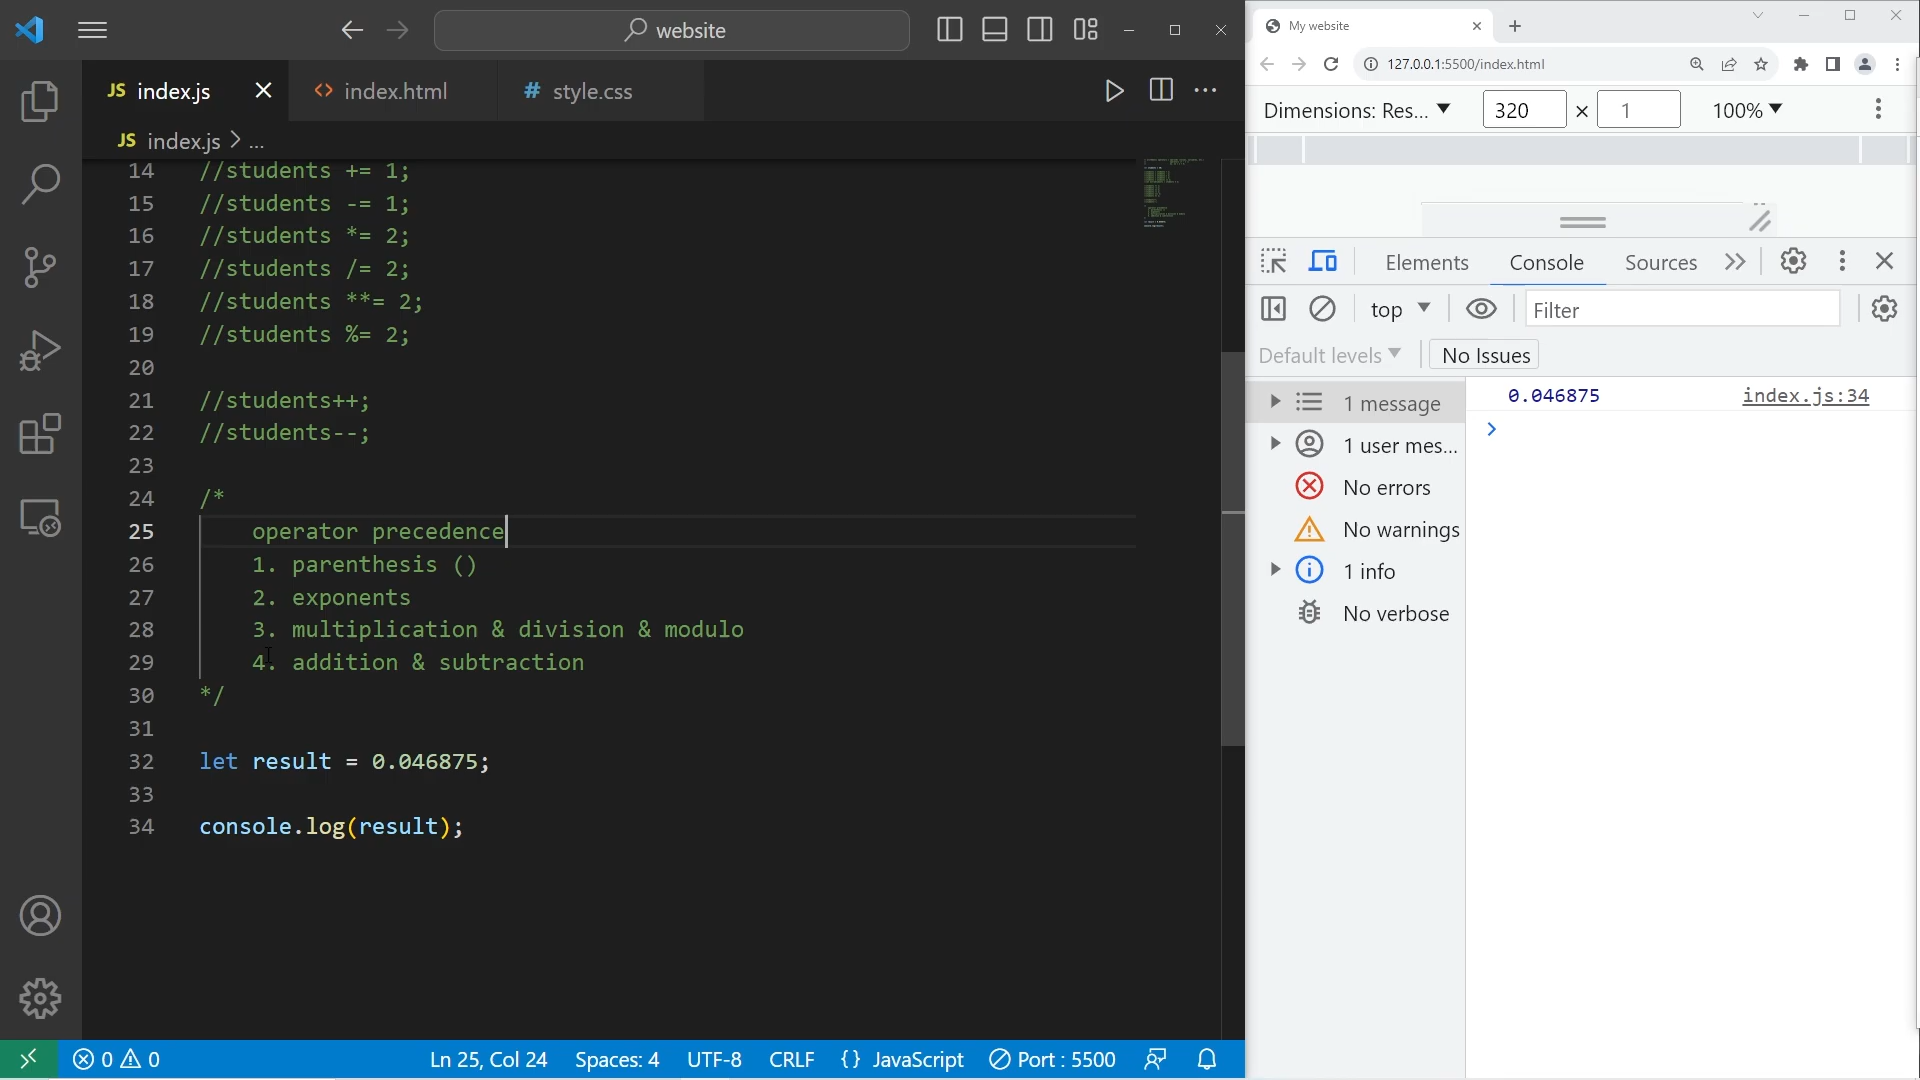 website
JS index.js
<> index.html
# style.css
JS index.js > ...
14 //students += 1;
15 //students -= 1;
16 //students *= 2;
17 //students /= 2;
18 //students **= 2;
19 //students %= 2;
20
21 //students++;
22 //students--;
23
24 /*
25 operator precedence
26 1. parenthesis ()
27 2. exponents
28 3. multiplication & division & modulo
29 4. addition & subtraction
30 */
31
32 let result = 0.046875;
33
34 console.log(result);
0 0
Ln 25, Col 24
Spaces: 4
UTF-8
CRLF
{} JavaScript
Port : 5500
My website
127.0.0.1:5500/index.html
Dimensions: Res... 320 × 1 100%
Elements Console Sources
top Filter
Default levels No Issues
1 message
1 user mes...
No errors
No warnings
1 info
No verbose
0.046875 index.js:34